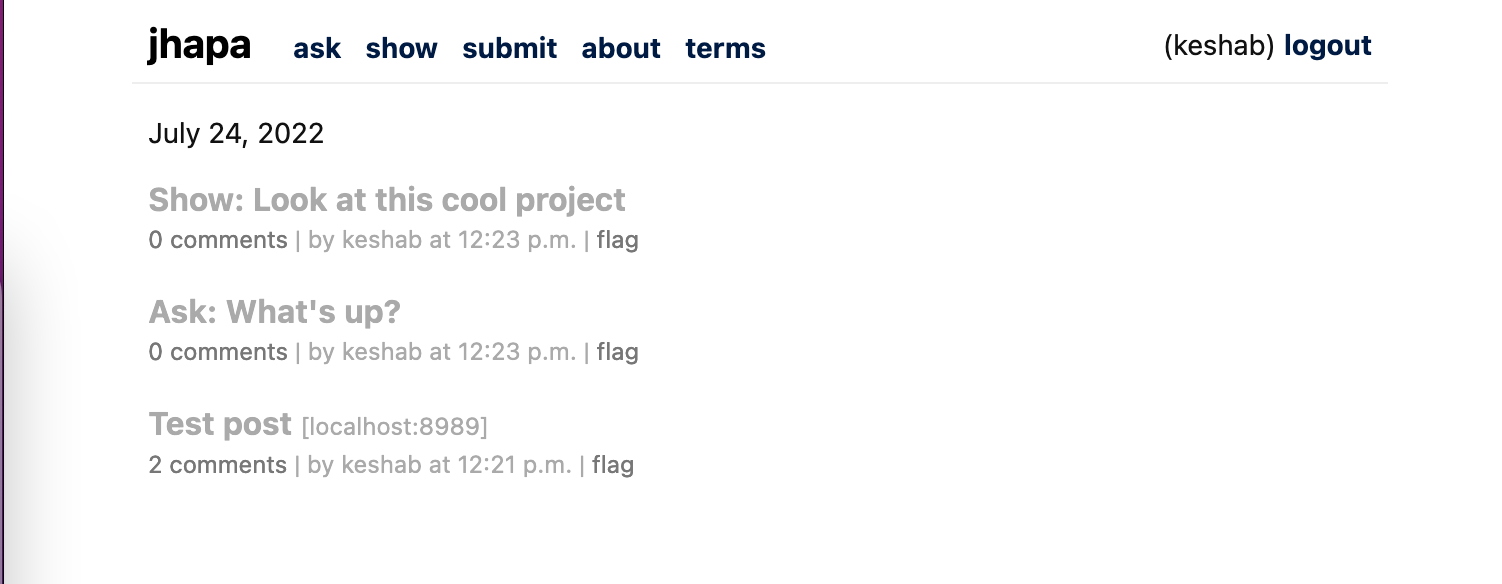 jhapa ask show submit about terms (keshab) logout
July 24, 2022
Show: Look at this cool project
0 comments | by keshab at 12:23 p.m. | flag
Ask: What's up?
0 comments | by keshab at 12:23 p.m. | flag
Test post [localhost:8989]
2 comments | by keshab at 12:21 p.m. | flag